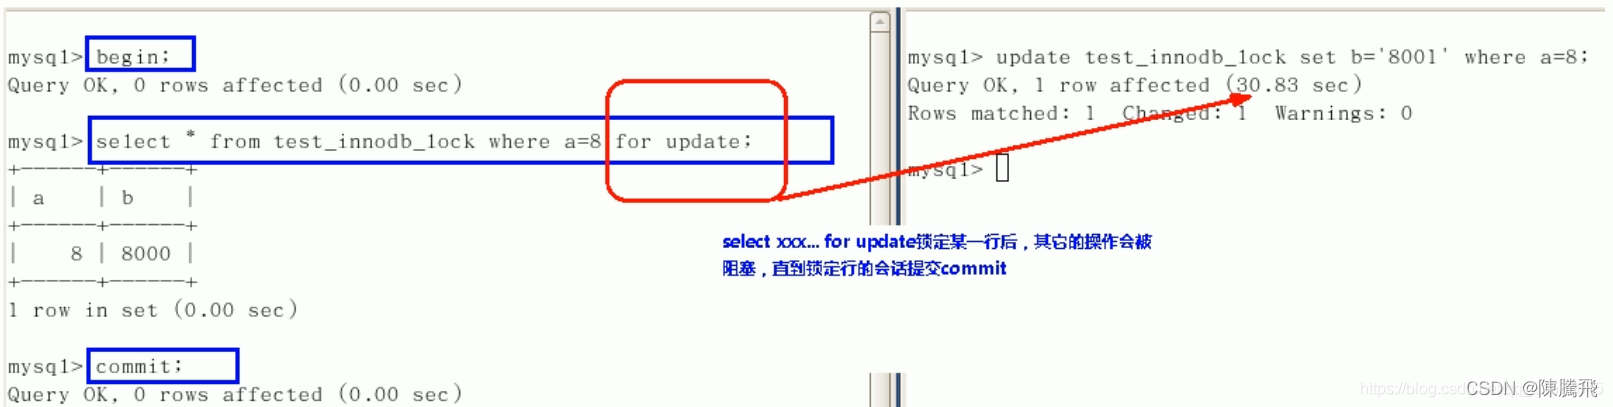 mysql> begin;
Query OK, 0 rows affected (0.00 sec)
mysql> select * from test_innodb_lock where a=8 for update;
+------+------+
| a    | b    |
+------+------+
|    8 | 8000 |
+------+------+
1 row in set (0.00 sec)
mysql> commit;
Query OK, 0 rows affected (0.00 sec)
mysql> update test_innodb_lock set b='8001' where a=8;
Query OK, 1 row affected (30.83 sec)
Rows matched: 1  Changed: 1  Warnings: 0
mysql>
select xxx... for update锁定某一行后，其它的操作会被
阻塞，直到锁定行的会话提交commit
CSDN @陳騰飛